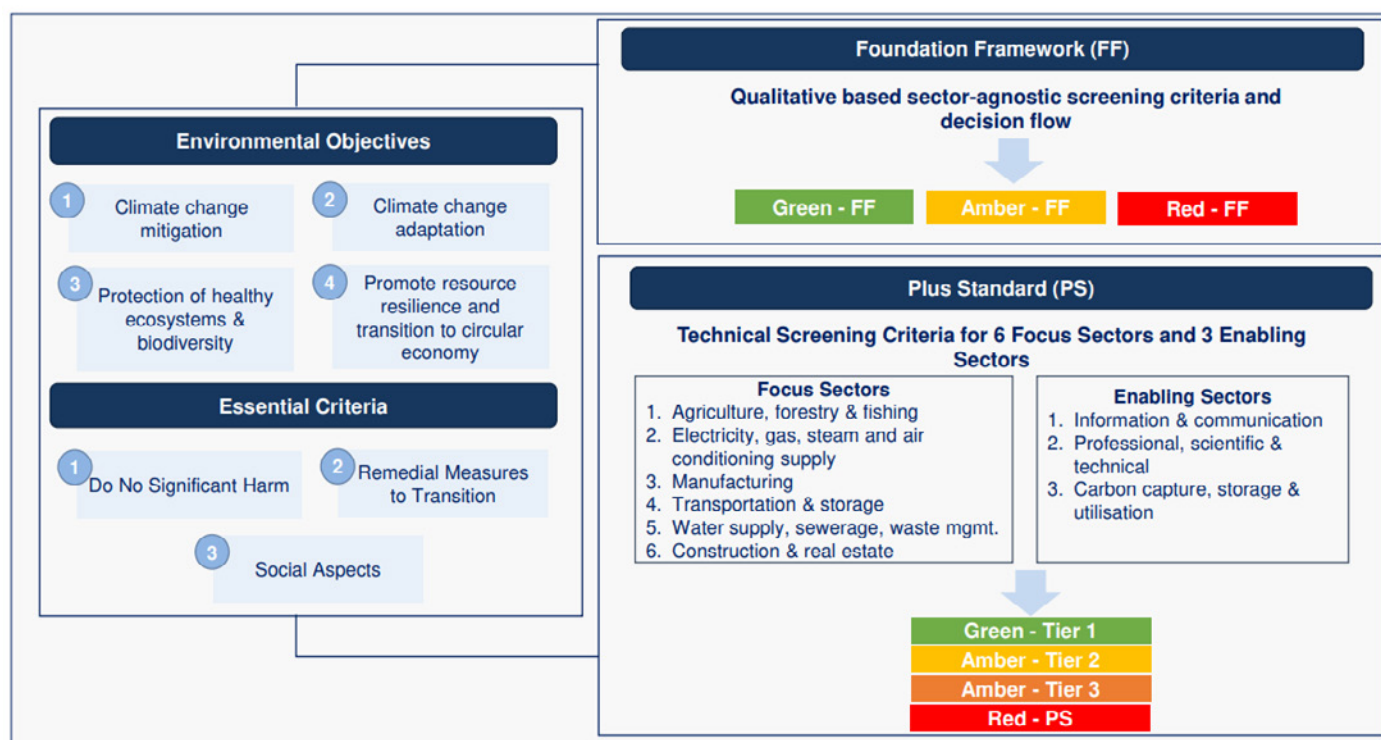 Environmental Objectives
1
Climate change
mitigation
2
Climate change
adaptation
3
Protection of healthy
ecosystems &
biodiversity
4
Promote resource
resilience and
transition to circular
economy
Essential Criteria
1
Do No Significant Harm
2
Remedial Measures
to Transition
3
Social Aspects
Foundation Framework (FF)
Qualitative based sector-agnostic screening criteria and
decision flow
Green - FF
Amber - FF
Red - FF
Plus Standard (PS)
Technical Screening Criteria for 6 Focus Sectors and 3 Enabling
Sectors
Focus Sectors
1. Agriculture, forestry & fishing
2. Electricity, gas, steam and air
conditioning supply
3. Manufacturing
4. Transportation & storage
5. Water supply, sewerage, waste mgmt.
6. Construction & real estate
Enabling Sectors
1. Information & communication
2. Professional, scientific &
technical
3. Carbon capture, storage &
utilisation
Green - Tier 1
Amber - Tier 2
Amber - Tier 3
Red - PS